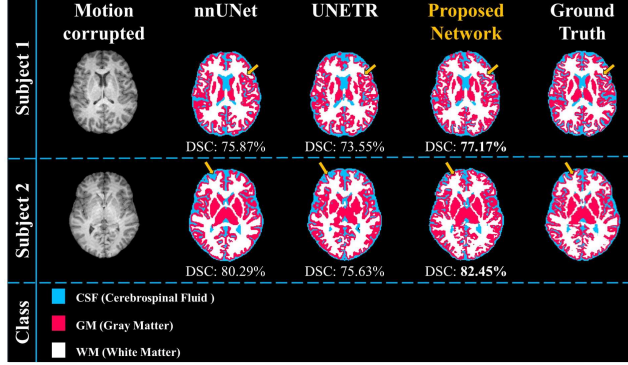 Motion corrupted
nnUNet
UNETR
Proposed Network
Ground Truth
Subject 1
DSC: 75.87%
DSC: 73.55%
DSC: 77.17%
Subject 2
DSC: 80.29%
DSC: 75.63%
DSC: 82.45%
Class
CSF (Cerebrospinal Fluid )
GM (Gray Matter)
WM (White Matter)